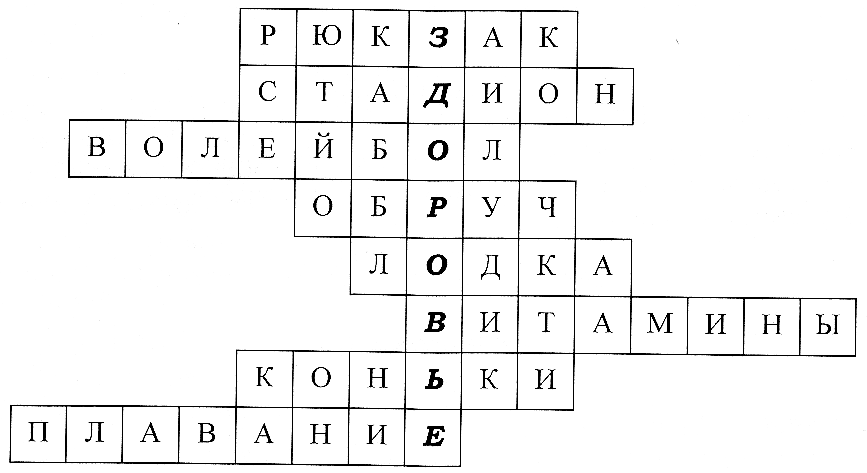 РЮКЗАК
СТАДИОН
ВОЛЕЙБОЛ
ОБРУЧ
ЛОДКА
ВИТАМИНЫ
КОНЬКИ
ПЛАВАНИЕ